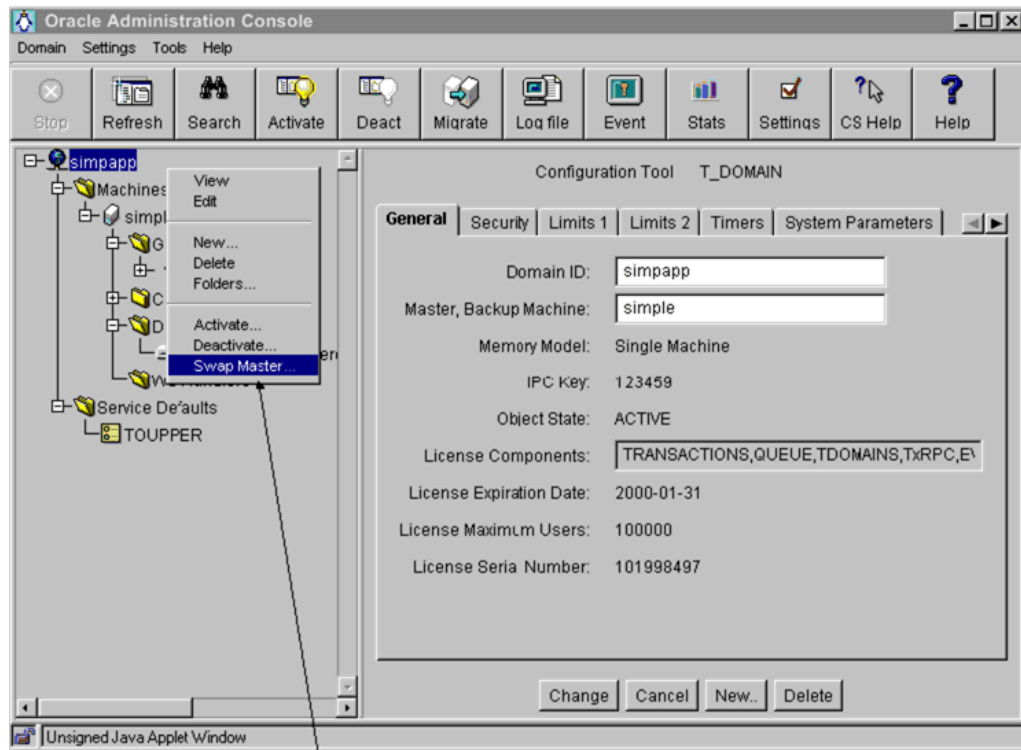 Oracle Administration Console
Domain Settings Tools Help
Stop Refresh Search Activate Deact Migrate Log file Event Stats Settings CS Help Help
simpapp
Machines
simpl
G
C
D
er
W
Service Defaults
TOUPPER
View
Edit
New...
Delete
Folders...
Activate...
Deactivate...
Swap Master...
Configuration Tool T_DOMAIN
General Security Limits 1 Limits 2 Timers System Parameters
Domain ID: simpapp
Master, Backup Machine: simple
Memory Model: Single Machine
IPC Key: 123459
Object State: ACTIVE
License Components: TRANSACTIONS,QUEUE,TDOMAINS,TxRPC,EV
License Expiration Date: 2000-01-31
License Maximum Users: 100000
License Seria Number: 101998497
Change Cancel New.. Delete
Unsigned Java Applet Window